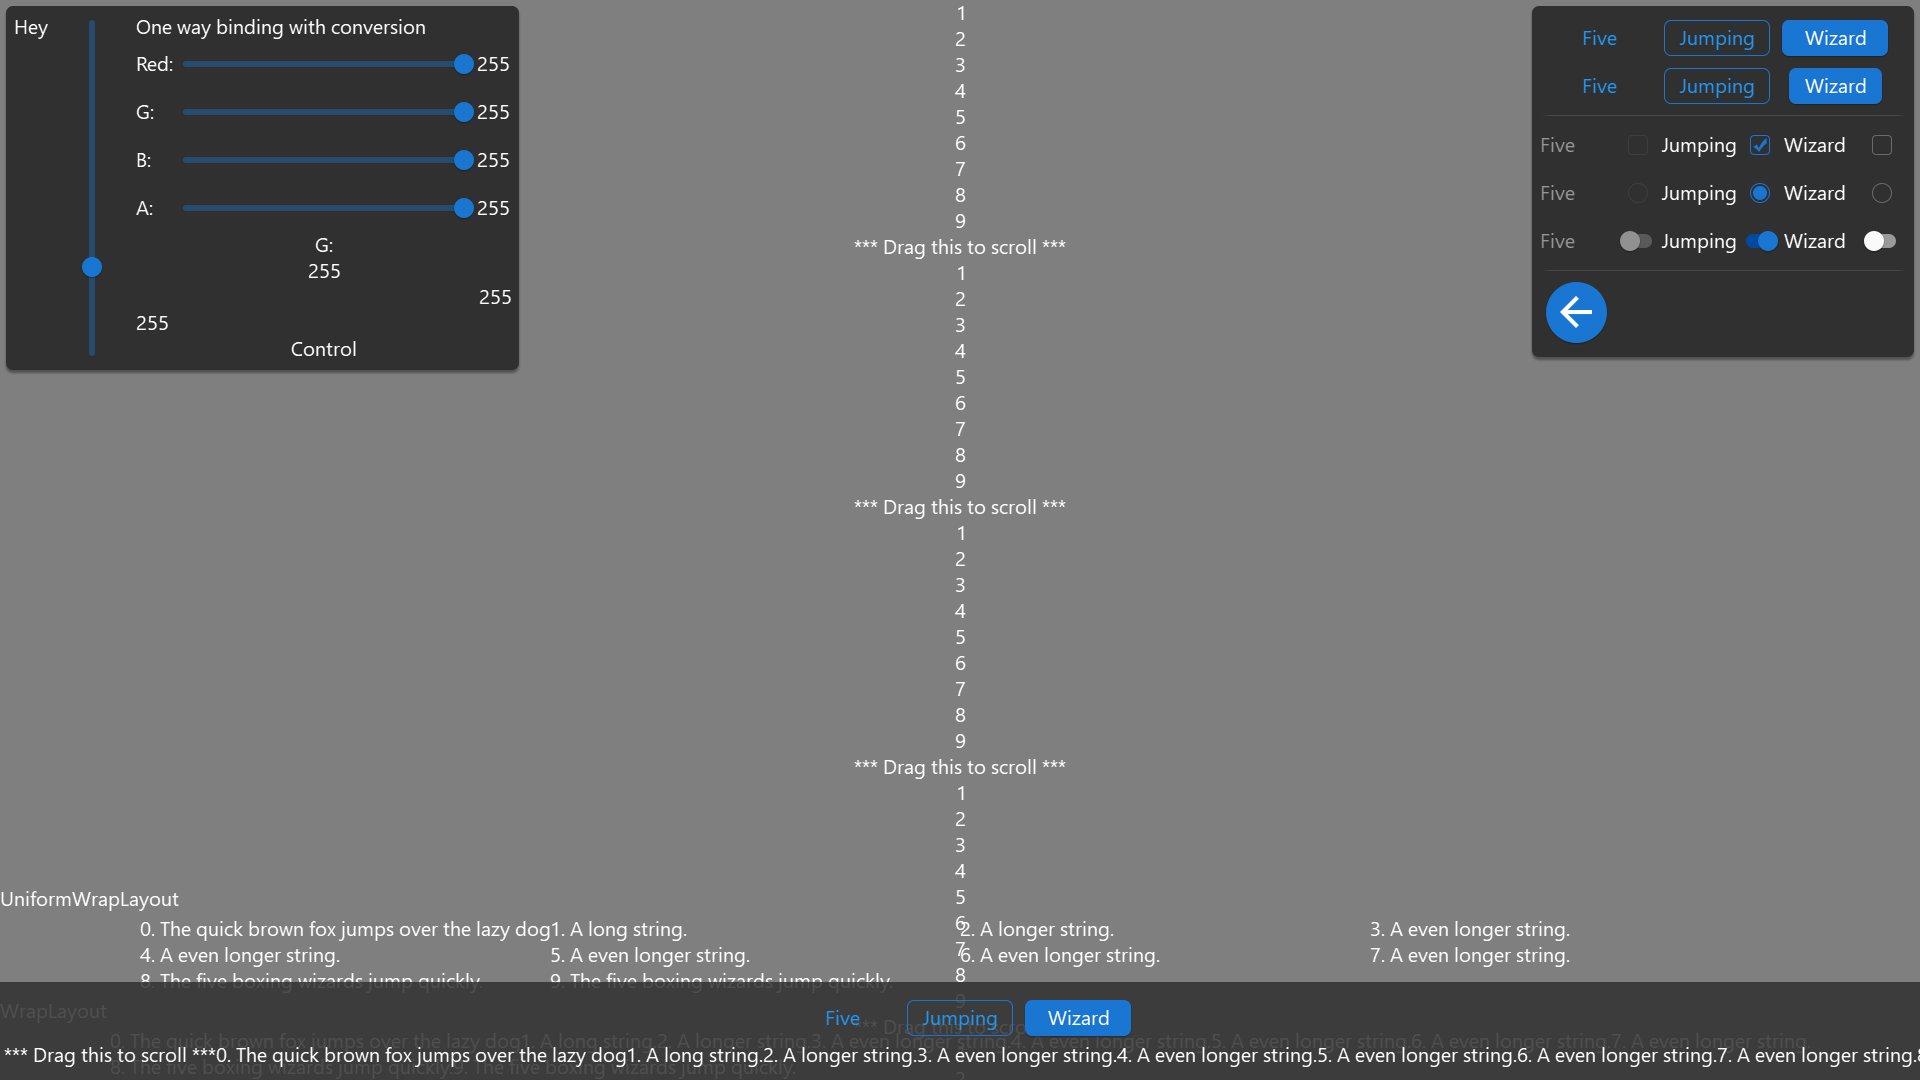 Hey
One way binding with conversion
Red: 255
G: 255
B: 255
A: 255
G:
255
255
255
Control
1
2
3
4
5
6
7
8
9
*** Drag this to scroll ***
1
2
3
4
5
6
7
8
9
*** Drag this to scroll ***
1
2
3
4
5
6
7
8
9
*** Drag this to scroll ***
1
2
3
4
5
6
7
8
9
Five Jumping Wizard
Five Jumping Wizard
Five Jumping Wizard
Five Jumping Wizard
Five Jumping Wizard
UniformWrapLayout
0. The quick brown fox jumps over the lazy dog1. A long string. 2. A longer string. 3. A even longer string.
4. A even longer string. 5. A even longer string. 6. A even longer string. 7. A even longer string.
8. The five boxing wizards jump quickly. 9. The five boxing wizards jump quickly.
WrapLayout
Five Jumping Wizard
*** Drag this to scro
0. The quick brown fox jumps over the lazy dog1. A long string.2. A longer string.3. A even longer string.4. A even longer string.5. A even longer string.6. A even longer string.7. A even longer string.
*** Drag this to scroll ***0. The quick brown fox jumps over the lazy dog1. A long string.2. A longer string.3. A even longer string.4. A even longer string.5. A even longer string.6. A even longer string.7. A even longer string.8
8. The five boxing wizards jump quickly.9. The five boxing wizards jump quickly.